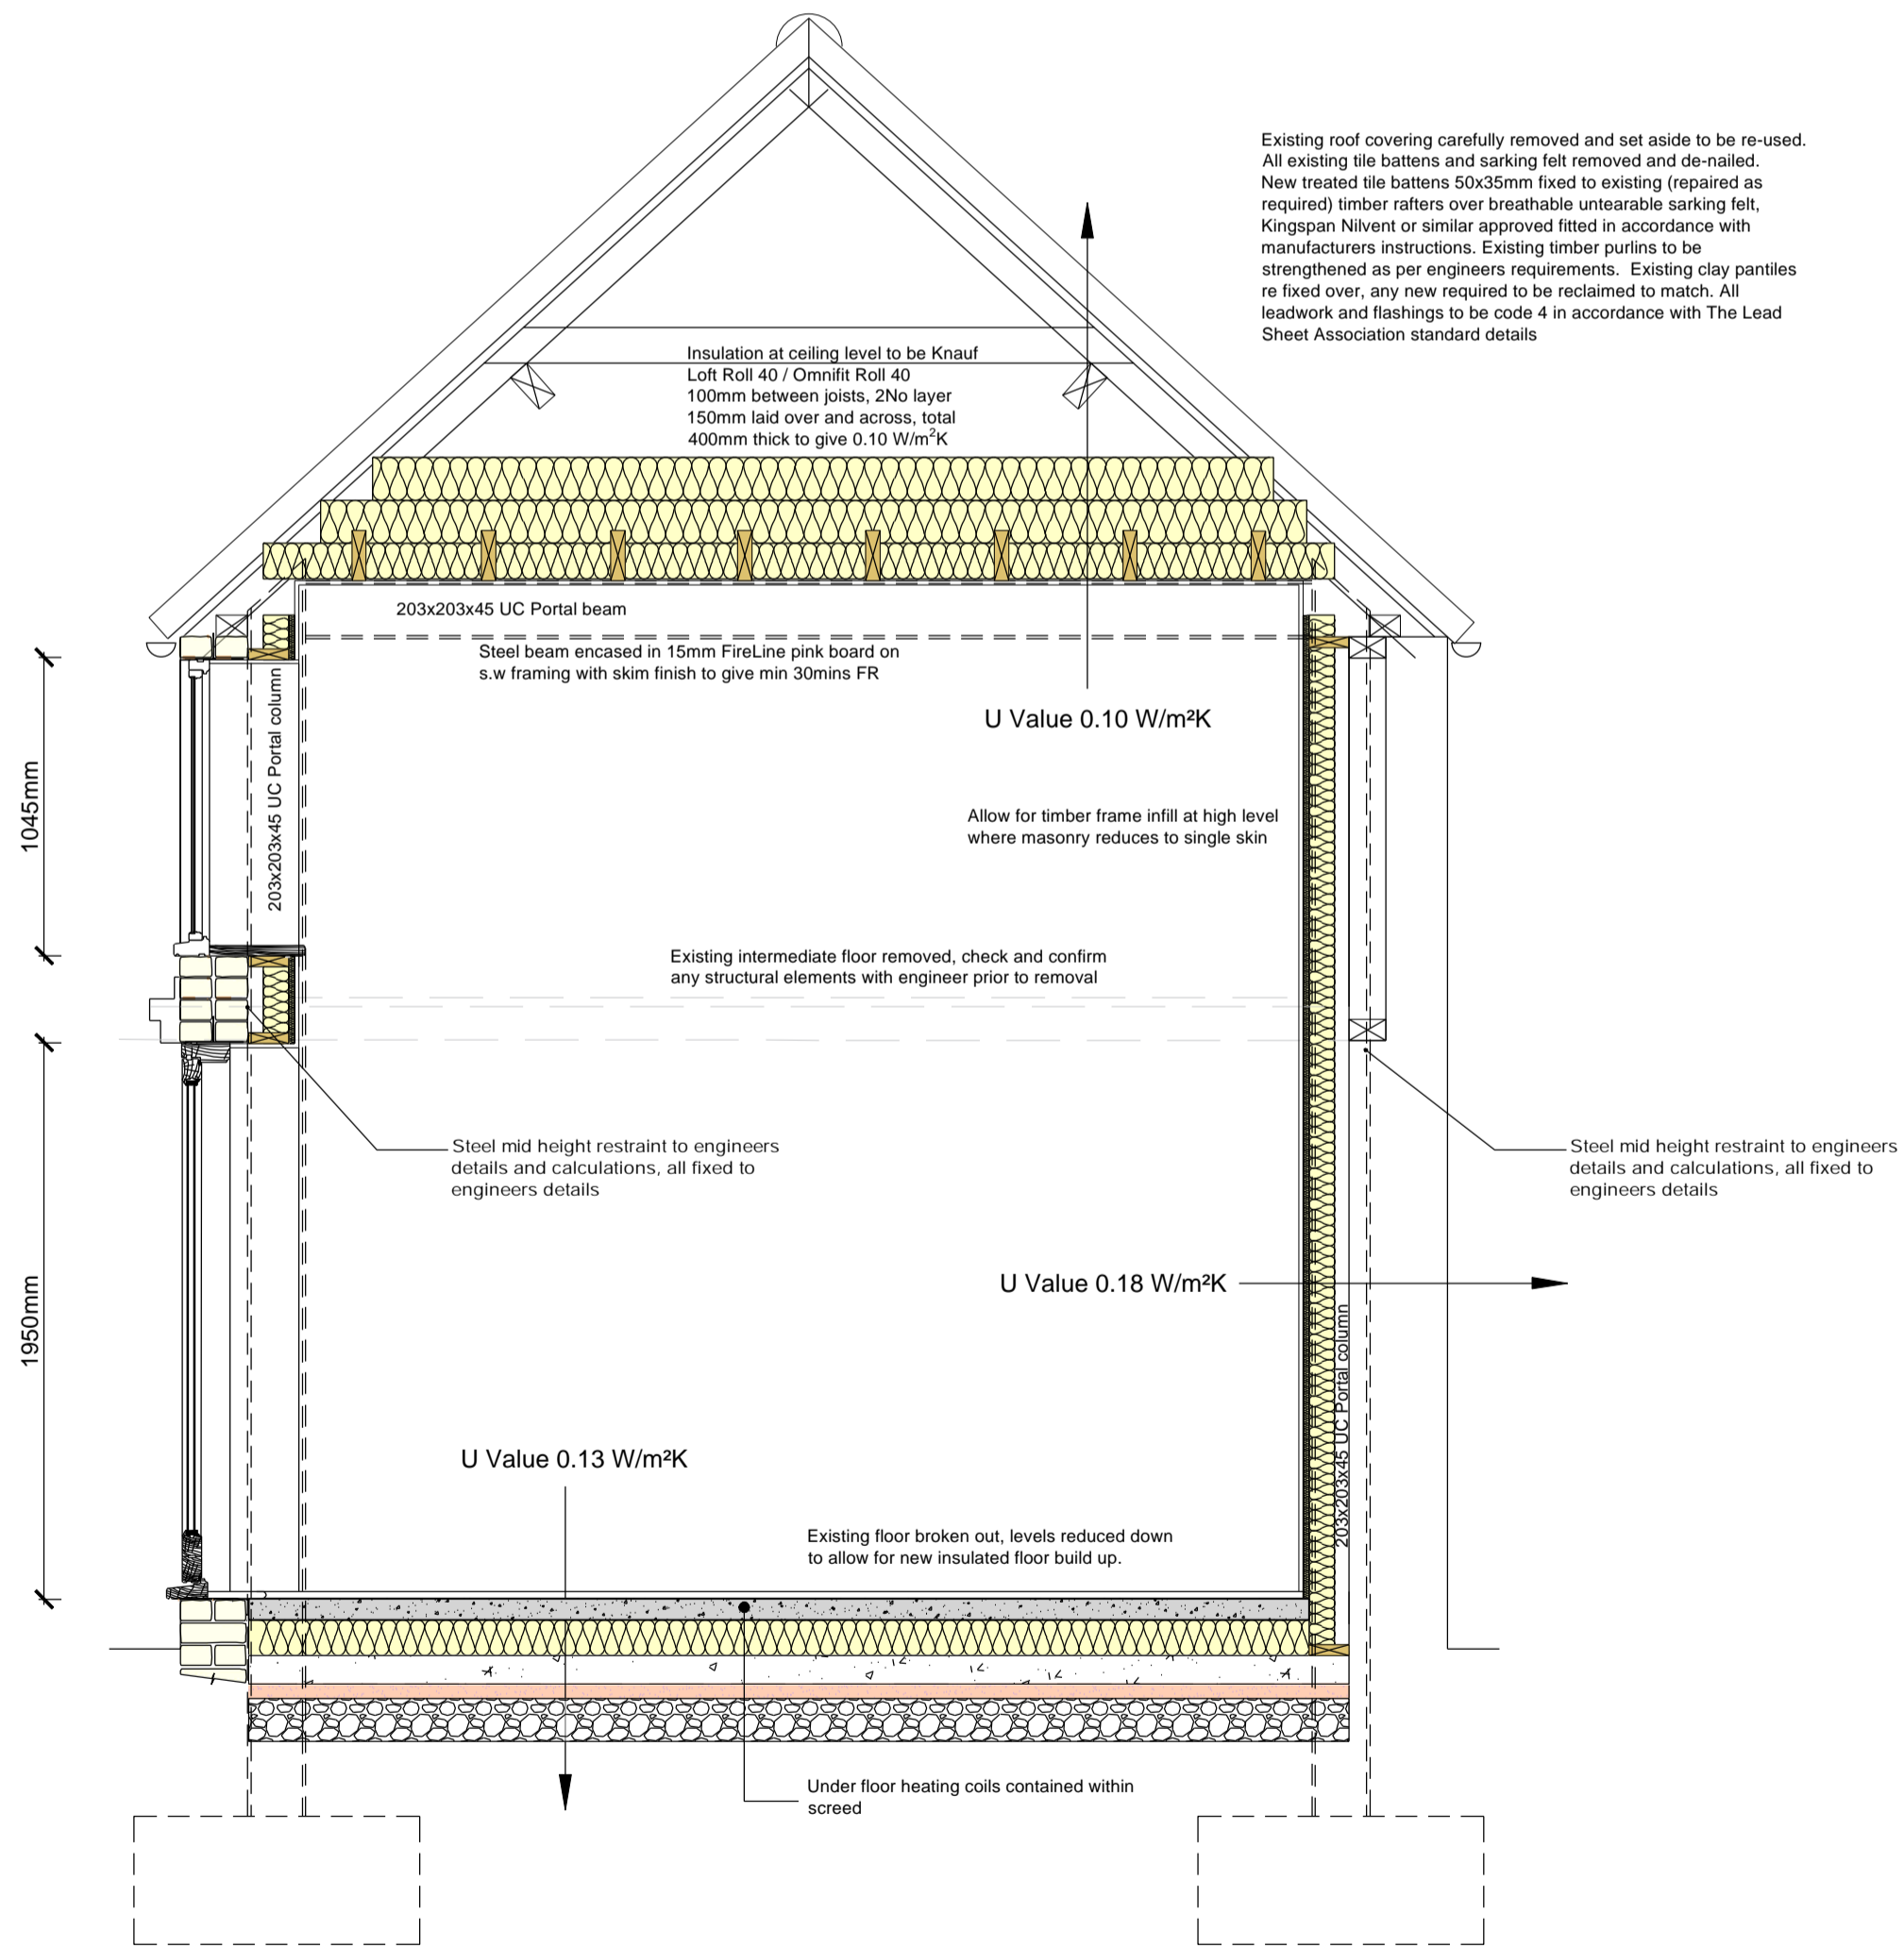 Existing roof covering carefully removed and set aside to be re-used.
All existing tile battens and sarking felt removed and de-nailed.
New treated tile battens 50x35mm fixed to existing (repaired as
required) timber rafters over breathable untearable sarking felt,
Kingspan Nilvent or similar approved fitted in accordance with
manufacturers instructions. Existing timber purlins to be
strengthened as per engineers requirements.  Existing clay pantiles
re fixed over, any new required to be reclaimed to match. All
leadwork and flashings to be code 4 in accordance with The Lead
Sheet Association standard details
Insulation at ceiling level to be Knauf
Loft Roll 40 / Omnifit Roll 40
100mm between joists, 2No layer
150mm laid over and across, total
400mm thick to give 0.10 W/m²K
203x203x45 UC Portal beam
Steel beam encased in 15mm FireLine pink board on
s.w framing with skim finish to give min 30mins FR
203x203x45 UC Portal column
U Value 0.10 W/m²K
1045mm
Allow for timber frame infill at high level
where masonry reduces to single skin
Existing intermediate floor removed, check and confirm
any structural elements with engineer prior to removal
Steel mid height restraint to engineers
details and calculations, all fixed to
engineers details
Steel mid height restraint to engineers
details and calculations, all fixed to
engineers details
U Value 0.18 W/m²K
1950mm
203x203x45 UC Portal column
U Value 0.13 W/m²K
Existing floor broken out, levels reduced down
to allow for new insulated floor build up.
Under floor heating coils contained within
screed